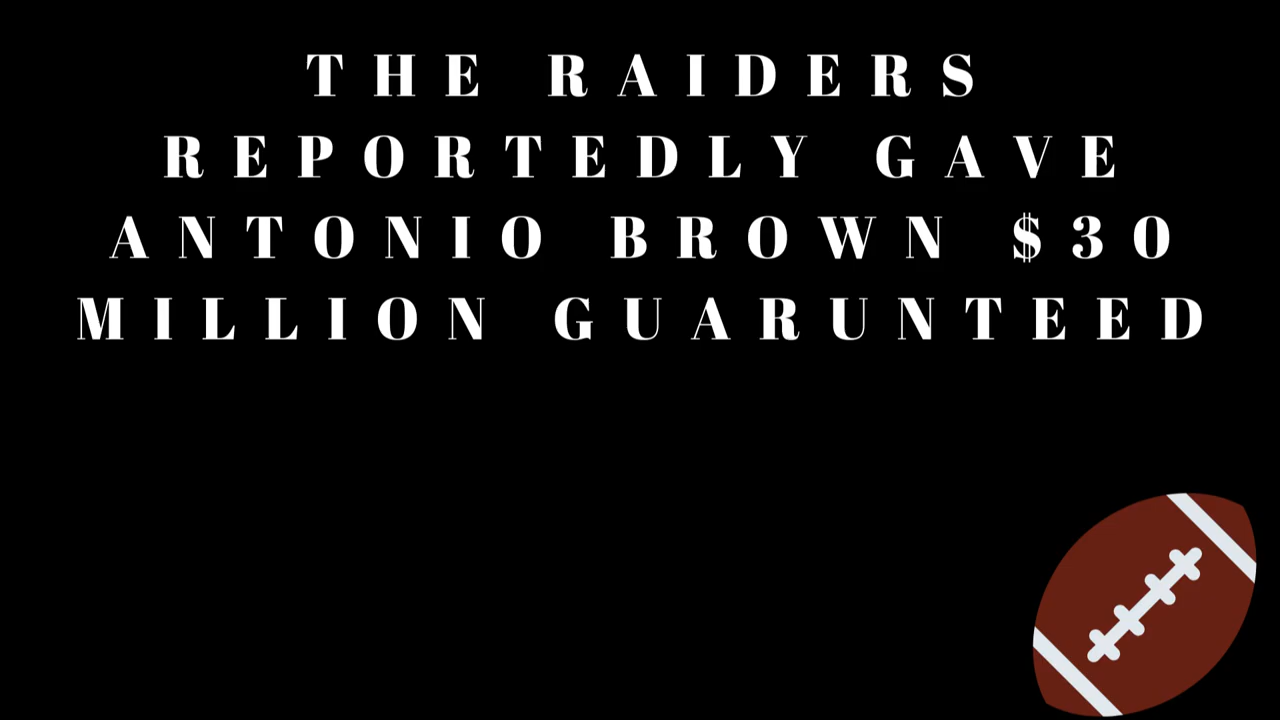 THE RAIDERS
REPORTEDLY GAVE
ANTONIO BROWN $30
MILLION GUARUNTEED